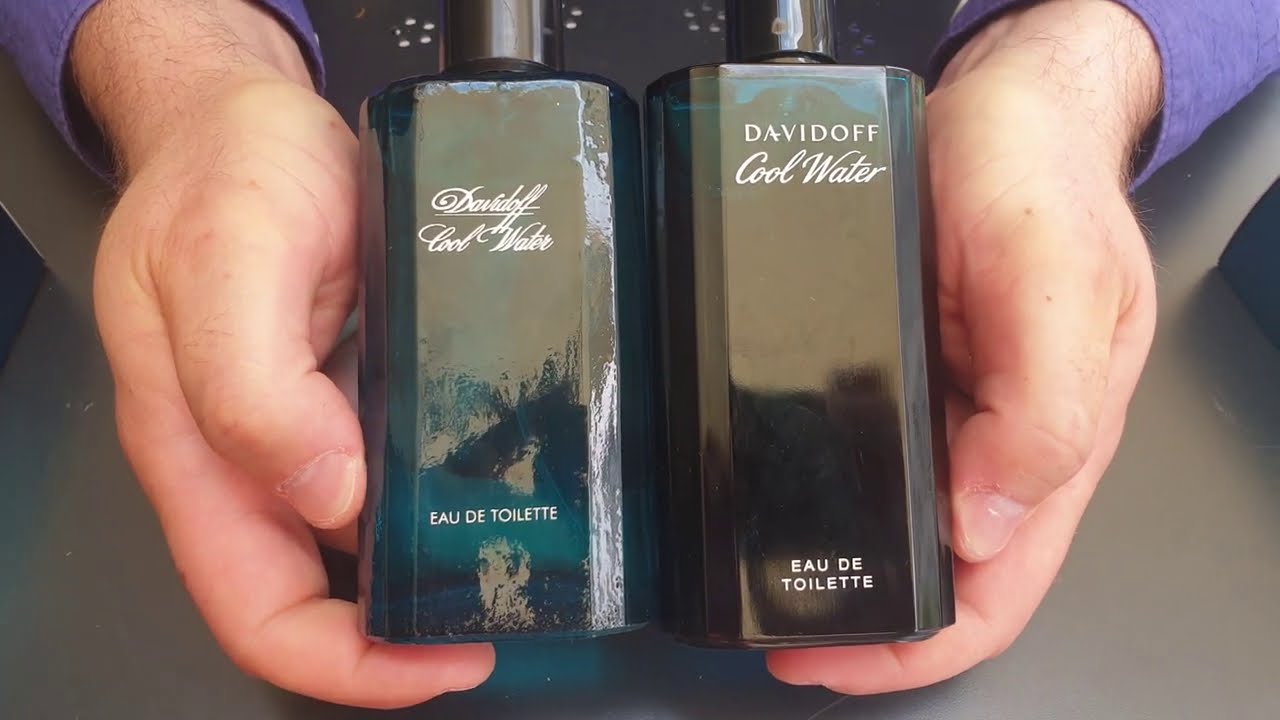 Davidoff
Cool Water
EAU DE TOILETTE
DAVIDOFF
Cool Water
EAU DE
TOILETTE